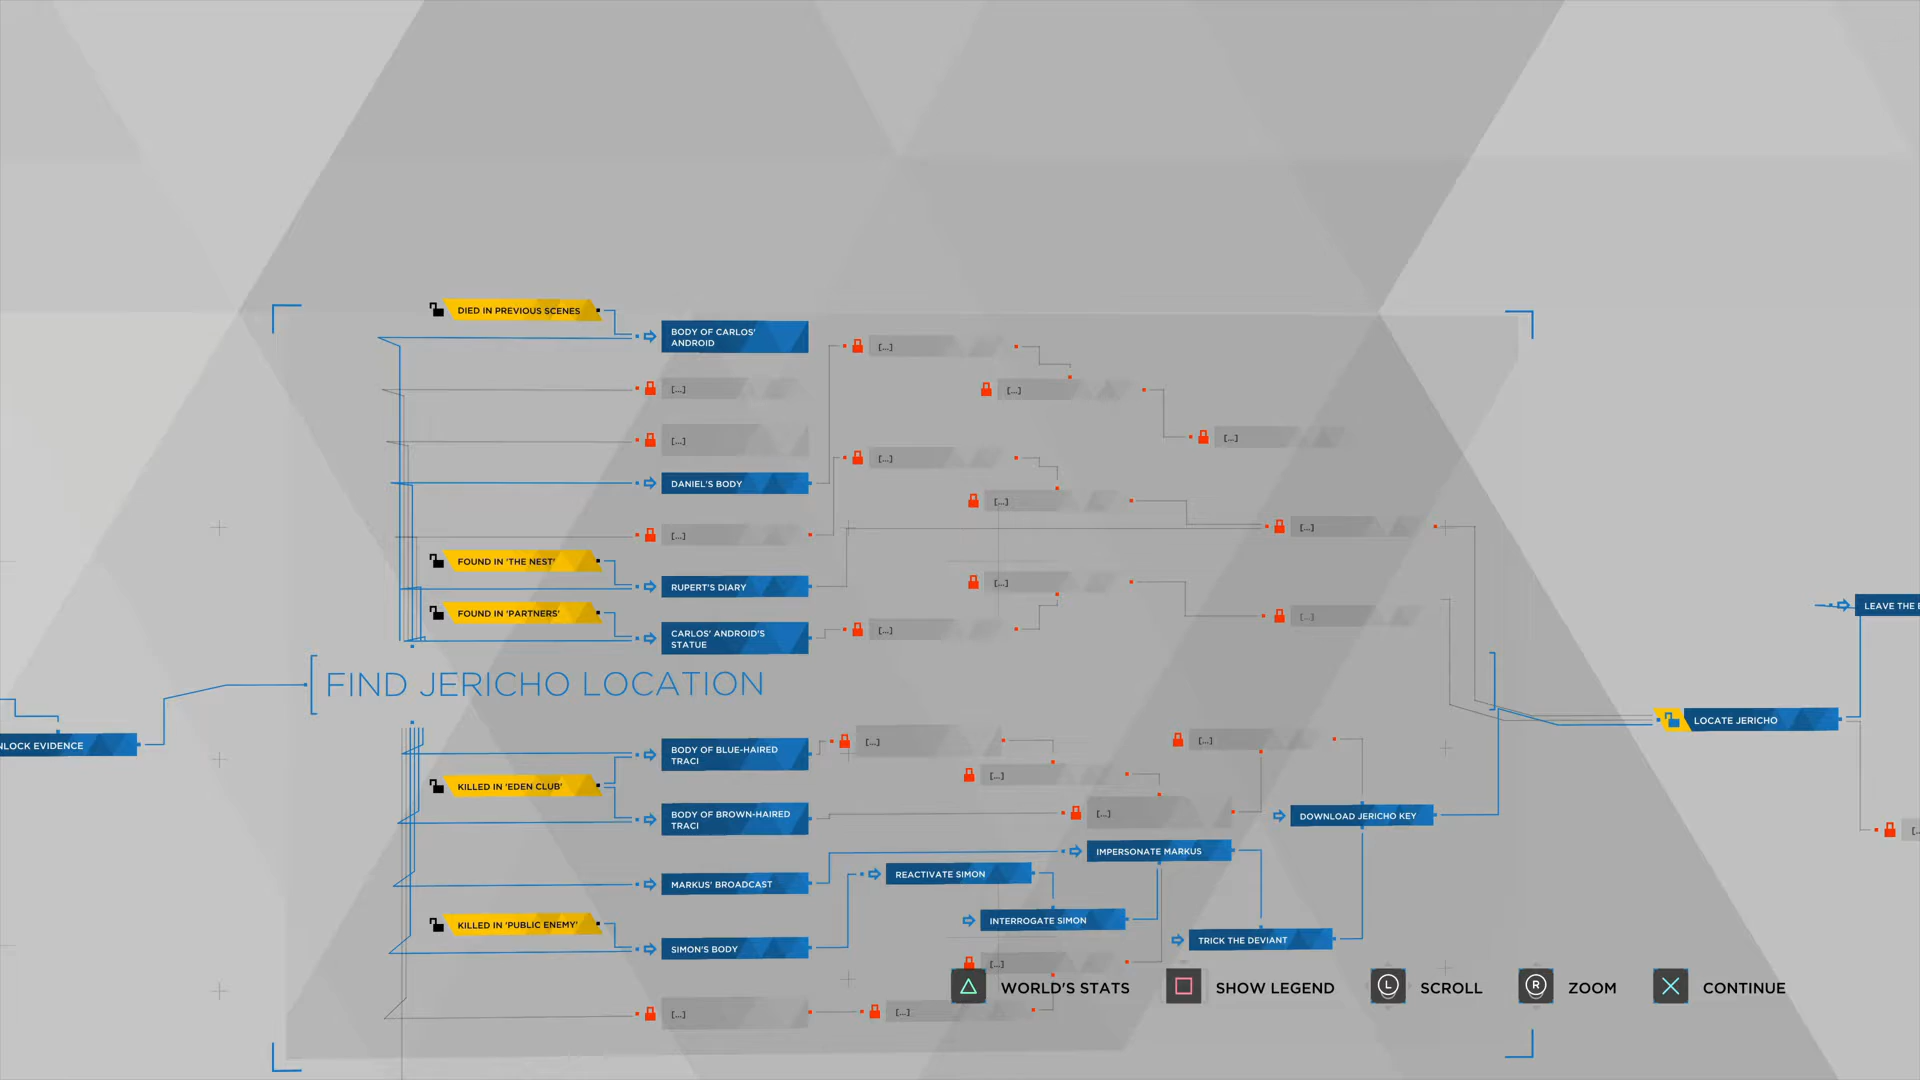 DIED IN PREVIOUS SCENES
BODY OF CARLOS'
ANDROID
[...]
[...]
[...]
[...]
[...]
DANIEL'S BODY
[...]
[...]
[...]
[...]
FOUND IN 'THE NEST'
RUPERT'S DIARY
[...]
FOUND IN 'PARTNERS'
CARLOS' ANDROID'S
STATUE
[...]
[...]
LEAVE THE
FIND JERICHO LOCATION
LOCATE JERICHO
NLOCK EVIDENCE
BODY OF BLUE-HAIRED
TRACI
[...]
[...]
[...]
KILLED IN 'EDEN CLUB'
BODY OF BROWN-HAIRED
TRACI
[...]
DOWNLOAD JERICHO KEY
IMPERSONATE MARKUS
MARKUS' BROADCAST
REACTIVATE SIMON
INTERROGATE SIMON
KILLED IN 'PUBLIC ENEMY'
SIMON'S BODY
TRICK THE DEVIANT
[...]
[...]
[...]
WORLD'S STATS
SHOW LEGEND
L SCROLL
R ZOOM
CONTINUE